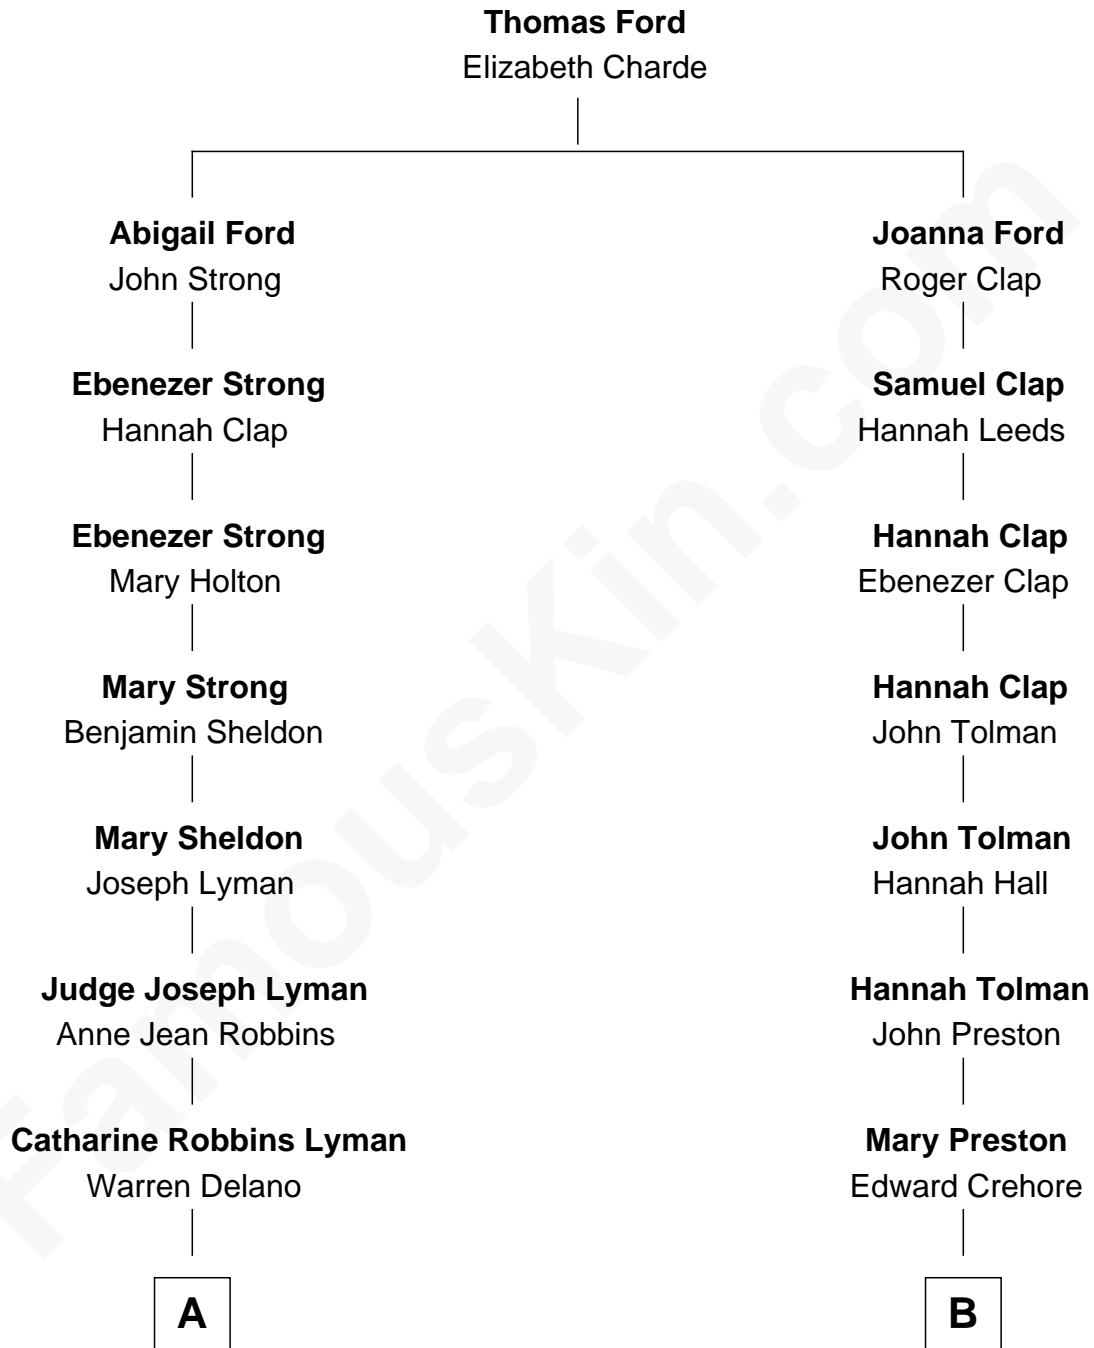 Thomas Ford
Elizabeth Charde
Abigail Ford
John Strong
Joanna Ford
Roger Clap
Ebenezer Strong
Hannah Clap
Samuel Clap
Hannah Leeds
Ebenezer Strong
Mary Holton
Hannah Clap
Ebenezer Clap
Mary Strong
Benjamin Sheldon
Hannah Clap
John Tolman
Mary Sheldon
Joseph Lyman
John Tolman
Hannah Hall
Judge Joseph Lyman
Anne Jean Robbins
Hannah Tolman
John Preston
Catharine Robbins Lyman
Warren Delano
Mary Preston
Edward Crehore
A
B
FamousKin.com